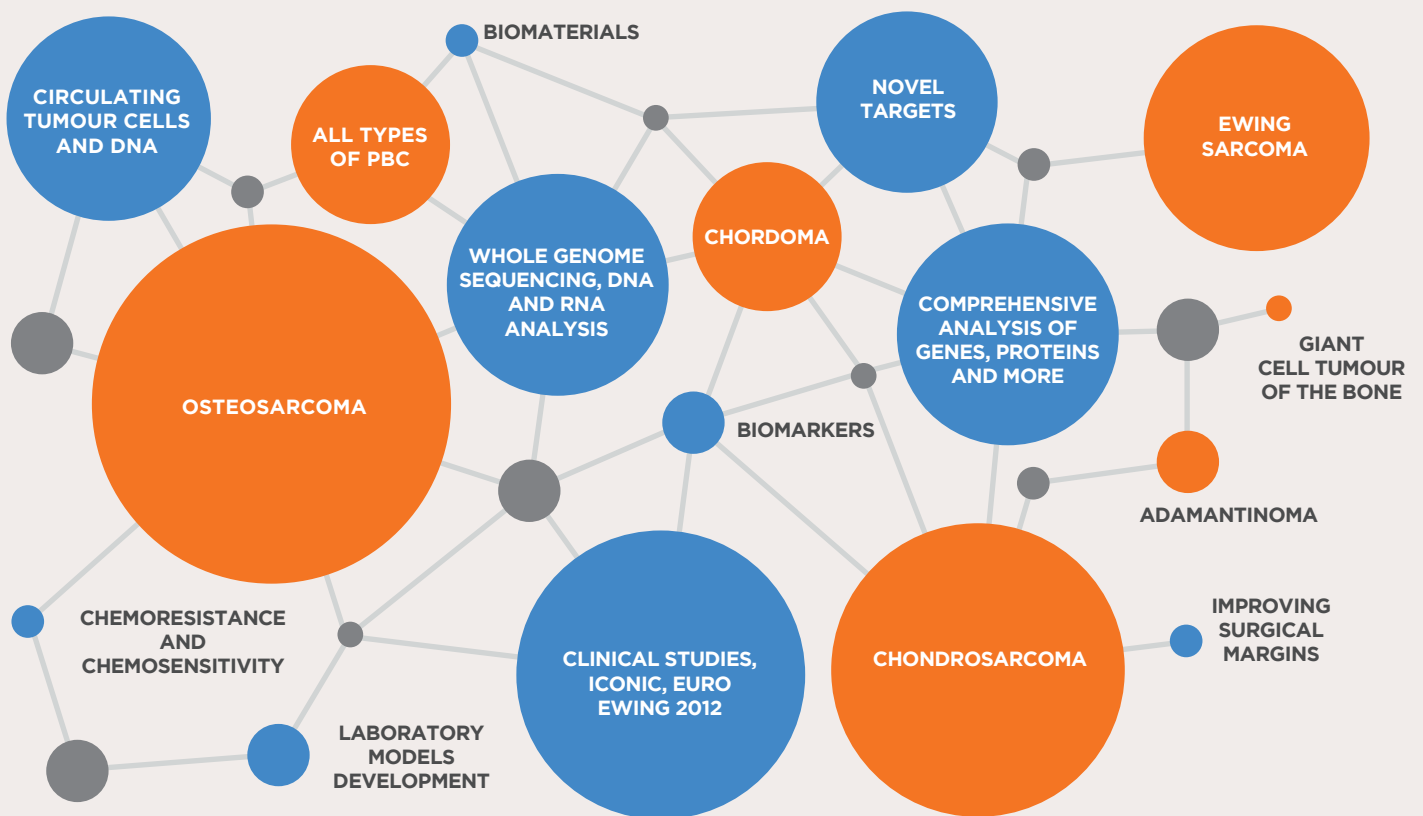 BIOMATERIALS
CIRCULATING
TUMOUR CELLS
AND DNA
ALL TYPES
OF PBC
NOVEL
TARGETS
EWING
SARCOMA
WHOLE GENOME
SEQUENCING, DNA
AND RNA
ANALYSIS
CHORDOMA
COMPREHENSIVE
ANALYSIS OF
GENES, PROTEINS
AND MORE
GIANT
CELL TUMOUR
OF THE BONE
OSTEOSARCOMA
BIOMARKERS
ADAMANTINOMA
CHEMORESISTANCE
AND
CHEMOSENSITIVITY
CLINICAL STUDIES,
ICONIC, EURO
EWING 2012
CHONDROSARCOMA
IMPROVING
SURGICAL
MARGINS
LABORATORY
MODELS
DEVELOPMENT